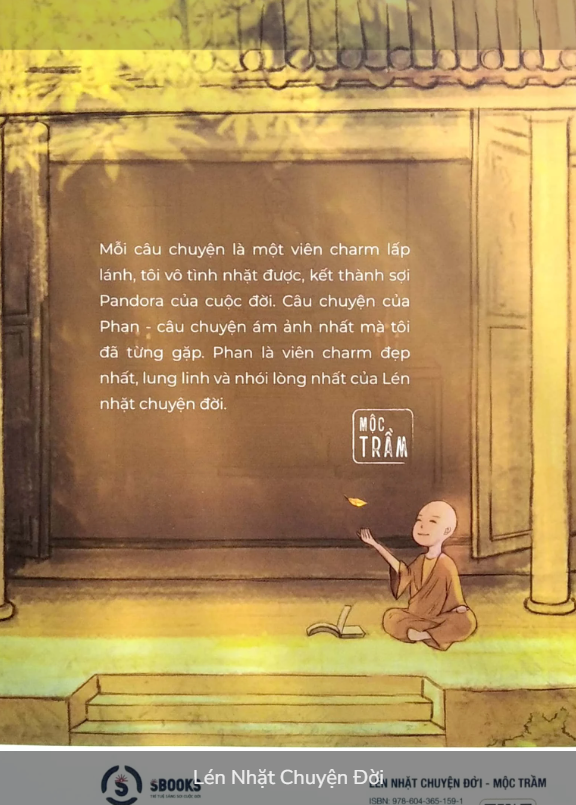 Mỗi câu chuyện là một viên charm lấp
lánh, tôi vô tình nhặt được, kết thành sợi
Pandora của cuộc đời. Câu chuyện của
Phan - câu chuyện ám ảnh nhất mà tôi
đã từng gặp. Phan là viên charm đẹp
nhất, lung linh và nhói lòng nhất của Lén
nhặt chuyện đời.
MỘC
TRẦM
SBOOKS
Lén Nhặt Chuyện Đời
LÉN NHẶT CHUYỆN ĐỜI - MỘC TRẦM
ISBN: 978-604-365-159-1